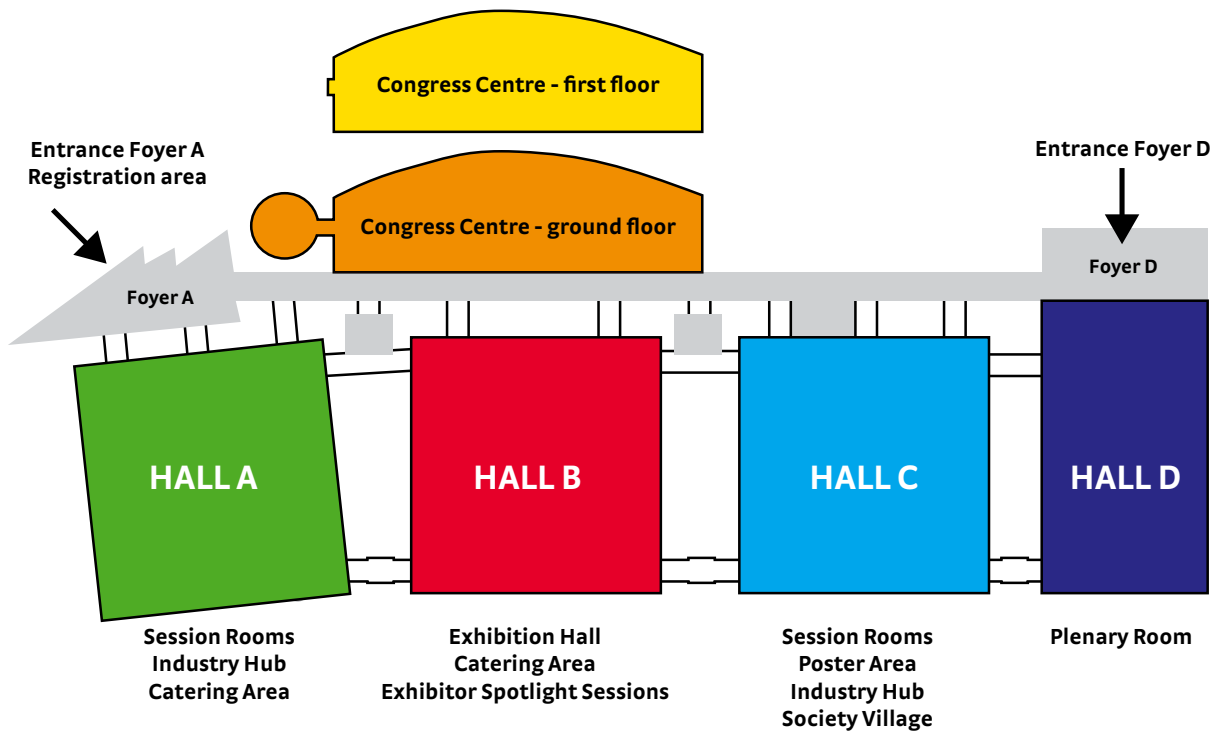 Congress Centre - first floor
Entrance Foyer A
Registration area
Entrance Foyer D
Congress Centre - ground floor
Foyer A
Foyer D
HALL A
HALL B
HALL C
HALL D
Session Rooms
Industry Hub
Catering Area
Exhibition Hall
Catering Area
Exhibitor Spotlight Sessions
Session Rooms
Poster Area
Industry Hub
Society Village
Plenary Room